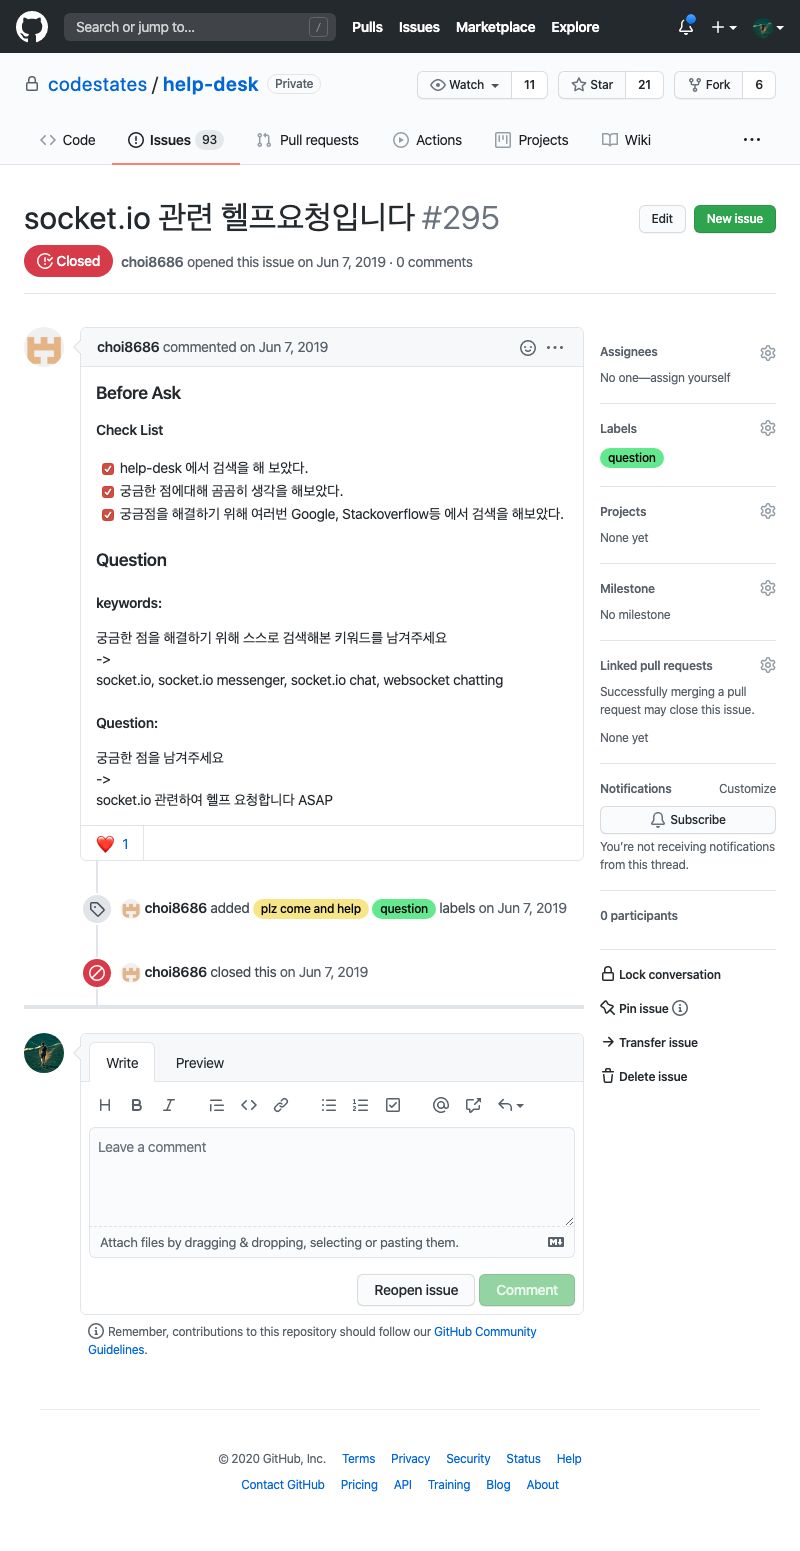 Search or jump to... /
Pulls Issues Marketplace Explore
codestates / help-desk Private
Watch 11 Star 21 Fork 6
Code Issues 93 Pull requests Actions Projects Wiki ...
socket.io 관련 헬프요청입니다 #295
Edit New issue
Closed choi8686 opened this issue on Jun 7, 2019 · 0 comments
choi8686 commented on Jun 7, 2019
Before Ask
Check List
help-desk 에서 검색을 해 보았다.
궁금한 점에대해 곰곰히 생각을 해보았다.
궁금점을 해결하기 위해 여러번 Google, Stackoverflow등 에서 검색을 해보았다.
Question
keywords:
궁금한 점을 해결하기 위해 스스로 검색해본 키워드를 남겨주세요
->
socket.io, socket.io messenger, socket.io chat, websocket chatting
Question:
궁금한 점을 남겨주세요
->
socket.io 관련하여 헬프 요청합니다 ASAP
❤️ 1
choi8686 added plz come and help question labels on Jun 7, 2019
choi8686 closed this on Jun 7, 2019
Assignees
No one—assign yourself
Labels
question
Projects
None yet
Milestone
No milestone
Linked pull requests
Successfully merging a pull
request may close this issue.
None yet
Notifications Customize
Subscribe
You’re not receiving notifications
from this thread.
0 participants
Lock conversation
Pin issue
Transfer issue
Delete issue
Write Preview
H B I
Leave a comment
Attach files by dragging & dropping, selecting or pasting them.
Reopen issue Comment
Remember, contributions to this repository should follow our GitHub Community
Guidelines.
© 2020 GitHub, Inc. Terms Privacy Security Status Help
Contact GitHub Pricing API Training Blog About